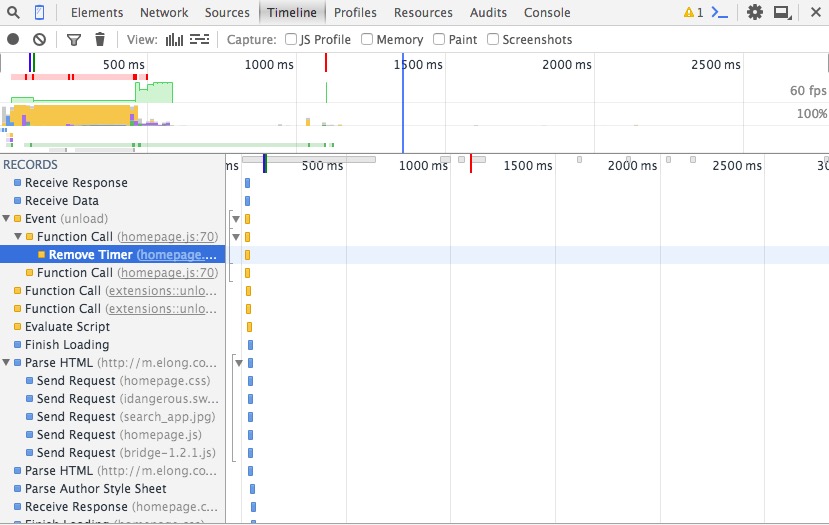 Elements Network Sources Timeline Profiles Resources Audits Console 1
View: Capture: JS Profile Memory Paint Screenshots
500 ms 1000 ms 1500 ms 2000 ms 2500 ms
60 fps
100%
RECORDS ms 500 ms 1000 ms 1500 ms 2000 ms 2500 ms 30
Receive Response
Receive Data
Event (unload)
Function Call (homepage.js:70)
Remove Timer (homepage....
Function Call (homepage.js:70)
Function Call (extensions::unlo...
Function Call (extensions::unlo...
Evaluate Script
Finish Loading
Parse HTML (http://m.elong.co...
Send Request (homepage.css)
Send Request (idangerous.sw...
Send Request (search_app.jpg)
Send Request (homepage.js)
Send Request (bridge-1.2.1.js)
Parse HTML (http://m.elong.co...
Parse Author Style Sheet
Receive Response (homepage.c...
Finish Loading (homepage.css)